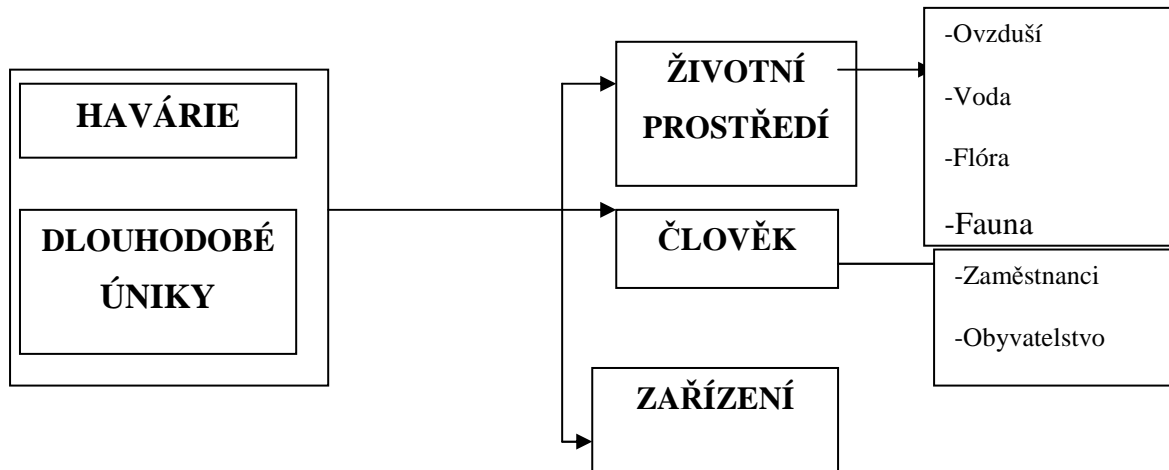 HAVÁRIE
DLOUHODOBÉ
ÚNIKY
ŽIVOTNÍ
PROSTŘEDÍ
ČLOVĚK
ZAŘÍZENÍ
-Ovzduší
-Voda
-Flóra
-Fauna
-Zaměstnanci
-Obyvatelstvo